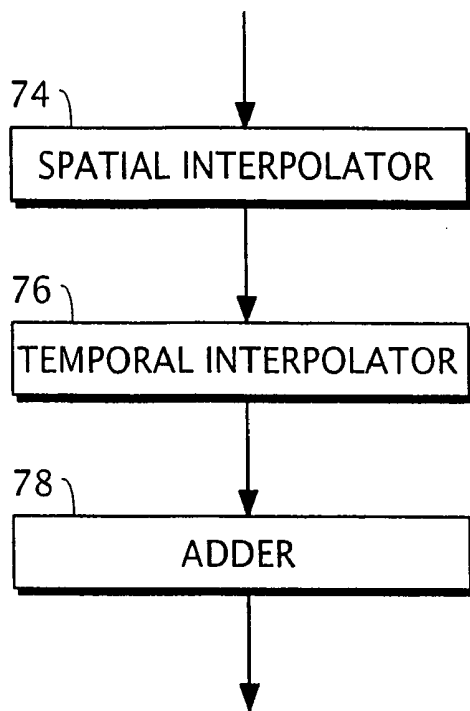 74
SPATIAL INTERPOLATOR
76
TEMPORAL INTERPOLATOR
78
ADDER